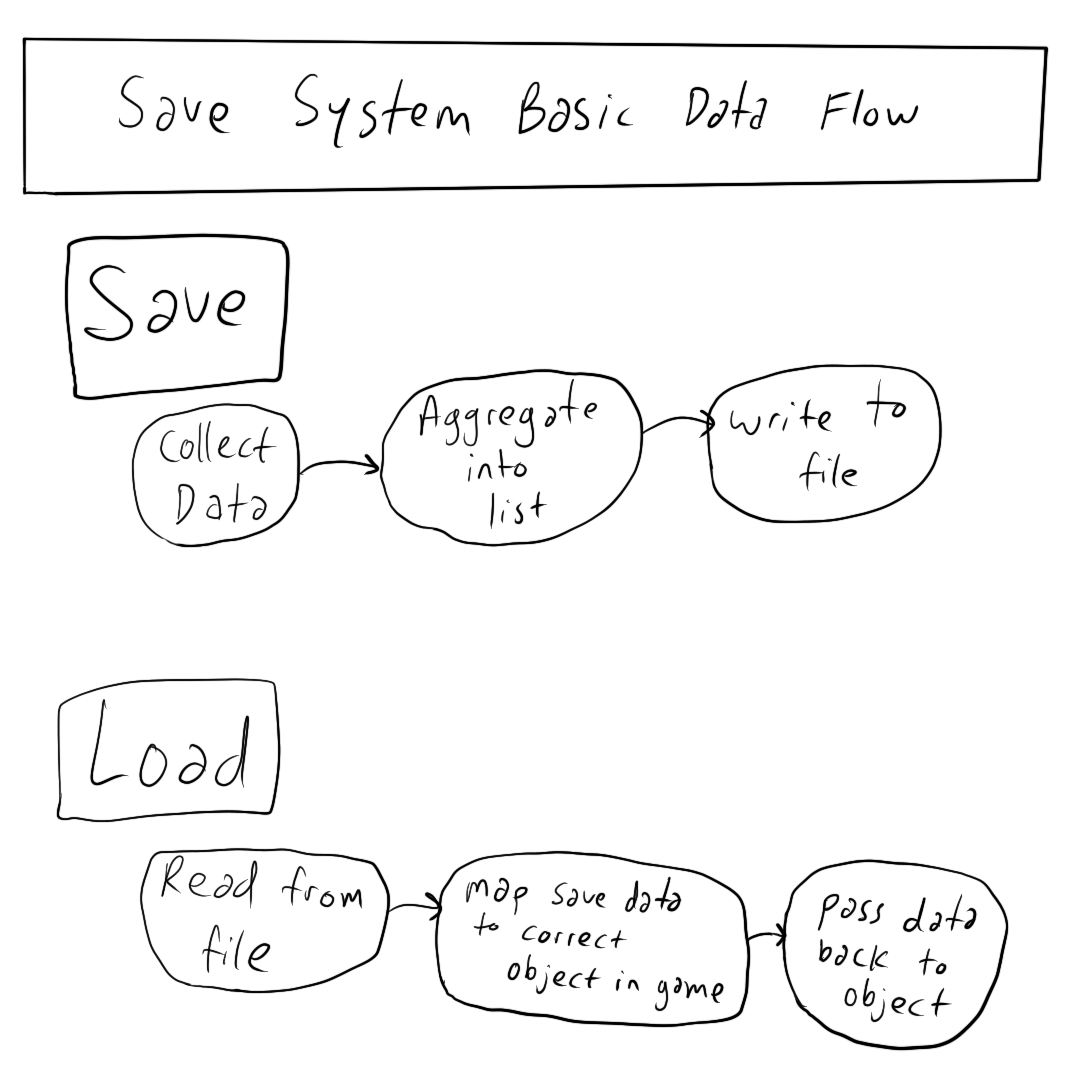 Save System Basic Data Flow
Save
Collect
Data
Aggregate
into
list
write to
file
Load
Read from
file
map save data
to correct
object in game
pass data
back to
object